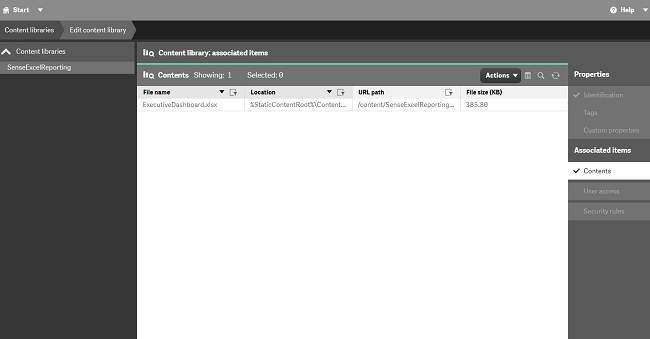 Start
Help
Content libraries
Edit content library
Content libraries
SenseExcelReporting
Content library: associated items
Contents Showing: 1 Selected: 0
Actions
File name Location URL path File size (KB)
ExecutiveDashboard.xlsx %StaticContentRoot%\Content... /content/SenseExcelReporting... 385.80
Properties
Identification
Tags
Custom properties
Associated items
Contents
User access
Security rules